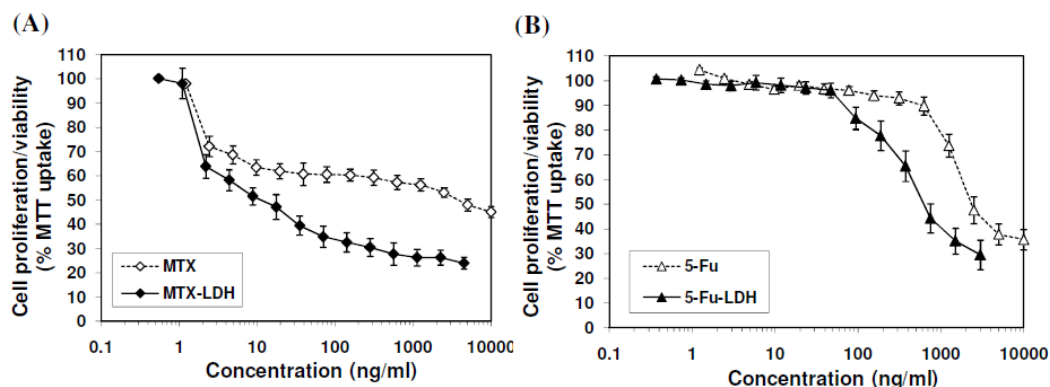 (A)
Cell proliferation/viability
(% MTT uptake)
110
100
90
80
70
60
50
40
30
20
10
0
MTX
MTX-LDH
0.1 1 10 100 1000 10000
Concentration (ng/ml)
(B)
Cell proliferation/viability
(% MTT uptake)
110
100
90
80
70
60
50
40
30
20
10
0
5-Fu
5-Fu-LDH
0.1 1 10 100 1000 10000
Concentration (ng/ml)